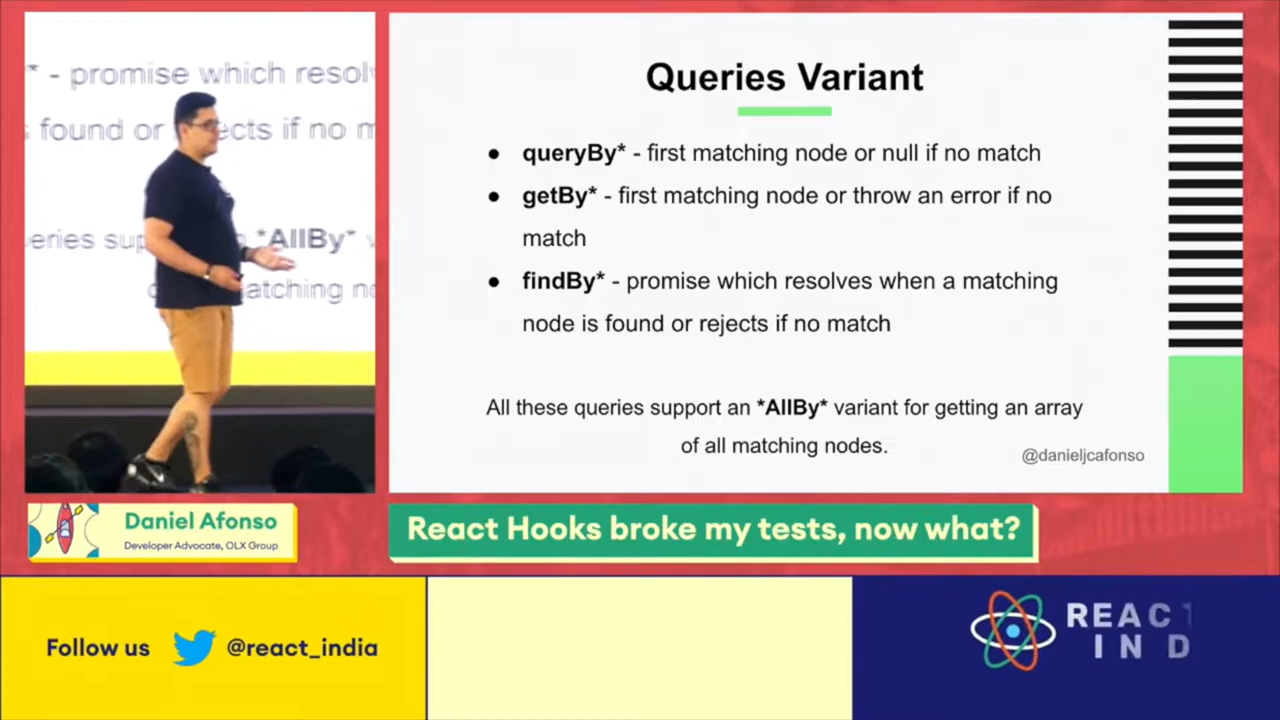 * - promise which resolv
found or ects if no m
eries sup *AllBy* v
atching no
Queries Variant
● queryBy* - first matching node or null if no match
● getBy* - first matching node or throw an error if no
match
● findBy* - promise which resolves when a matching
node is found or rejects if no match
All these queries support an *AllBy* variant for getting an array
of all matching nodes.
@danieljcafonso
Daniel Afonso
Developer Advocate, OLX Group
React Hooks broke my tests, now what?
Follow us @react_india
REACT
IND